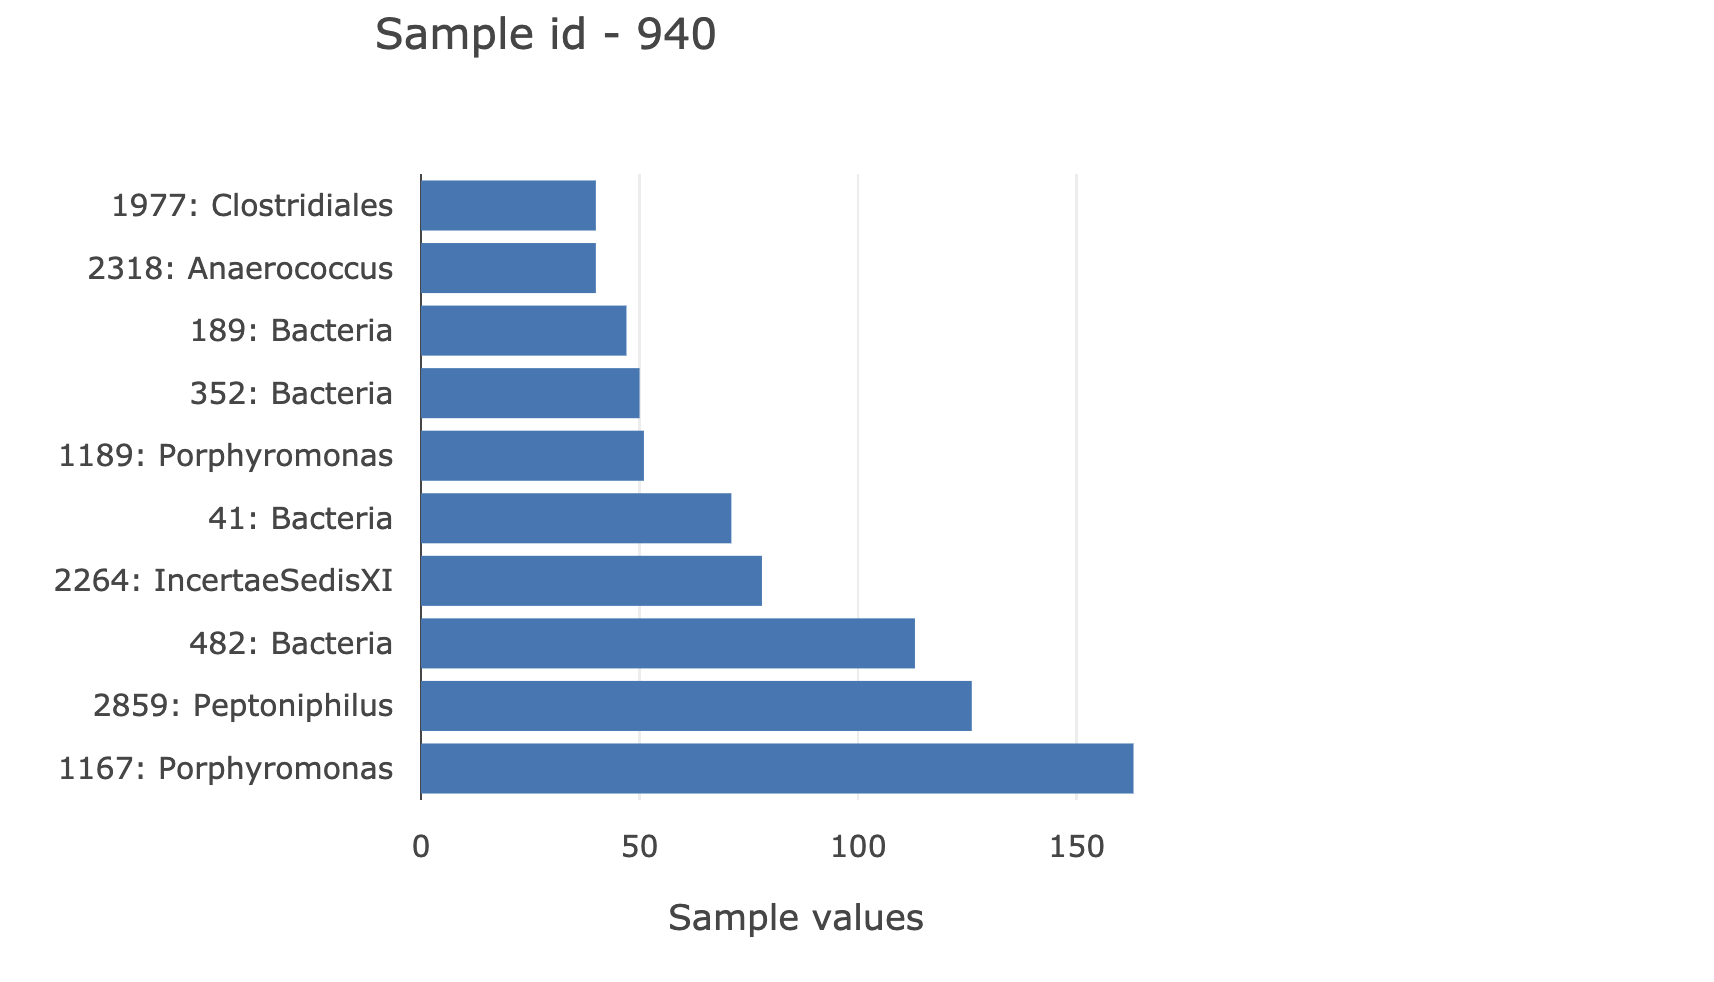 Sample id - 940
1977: Clostridiales
2318: Anaerococcus
189: Bacteria
352: Bacteria
1189: Porphyromonas
41: Bacteria
2264: IncertaeSedisXI
482: Bacteria
2859: Peptoniphilus
1167: Porphyromonas
0 50 100 150
Sample values